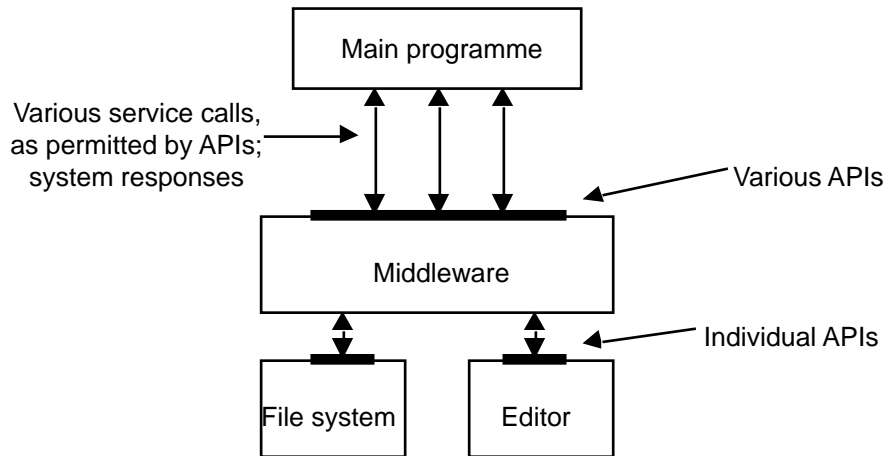 Main programme
Various service calls,
as permitted by APIs;
system responses
Various APIs
Middleware
Individual APIs
File system
Editor